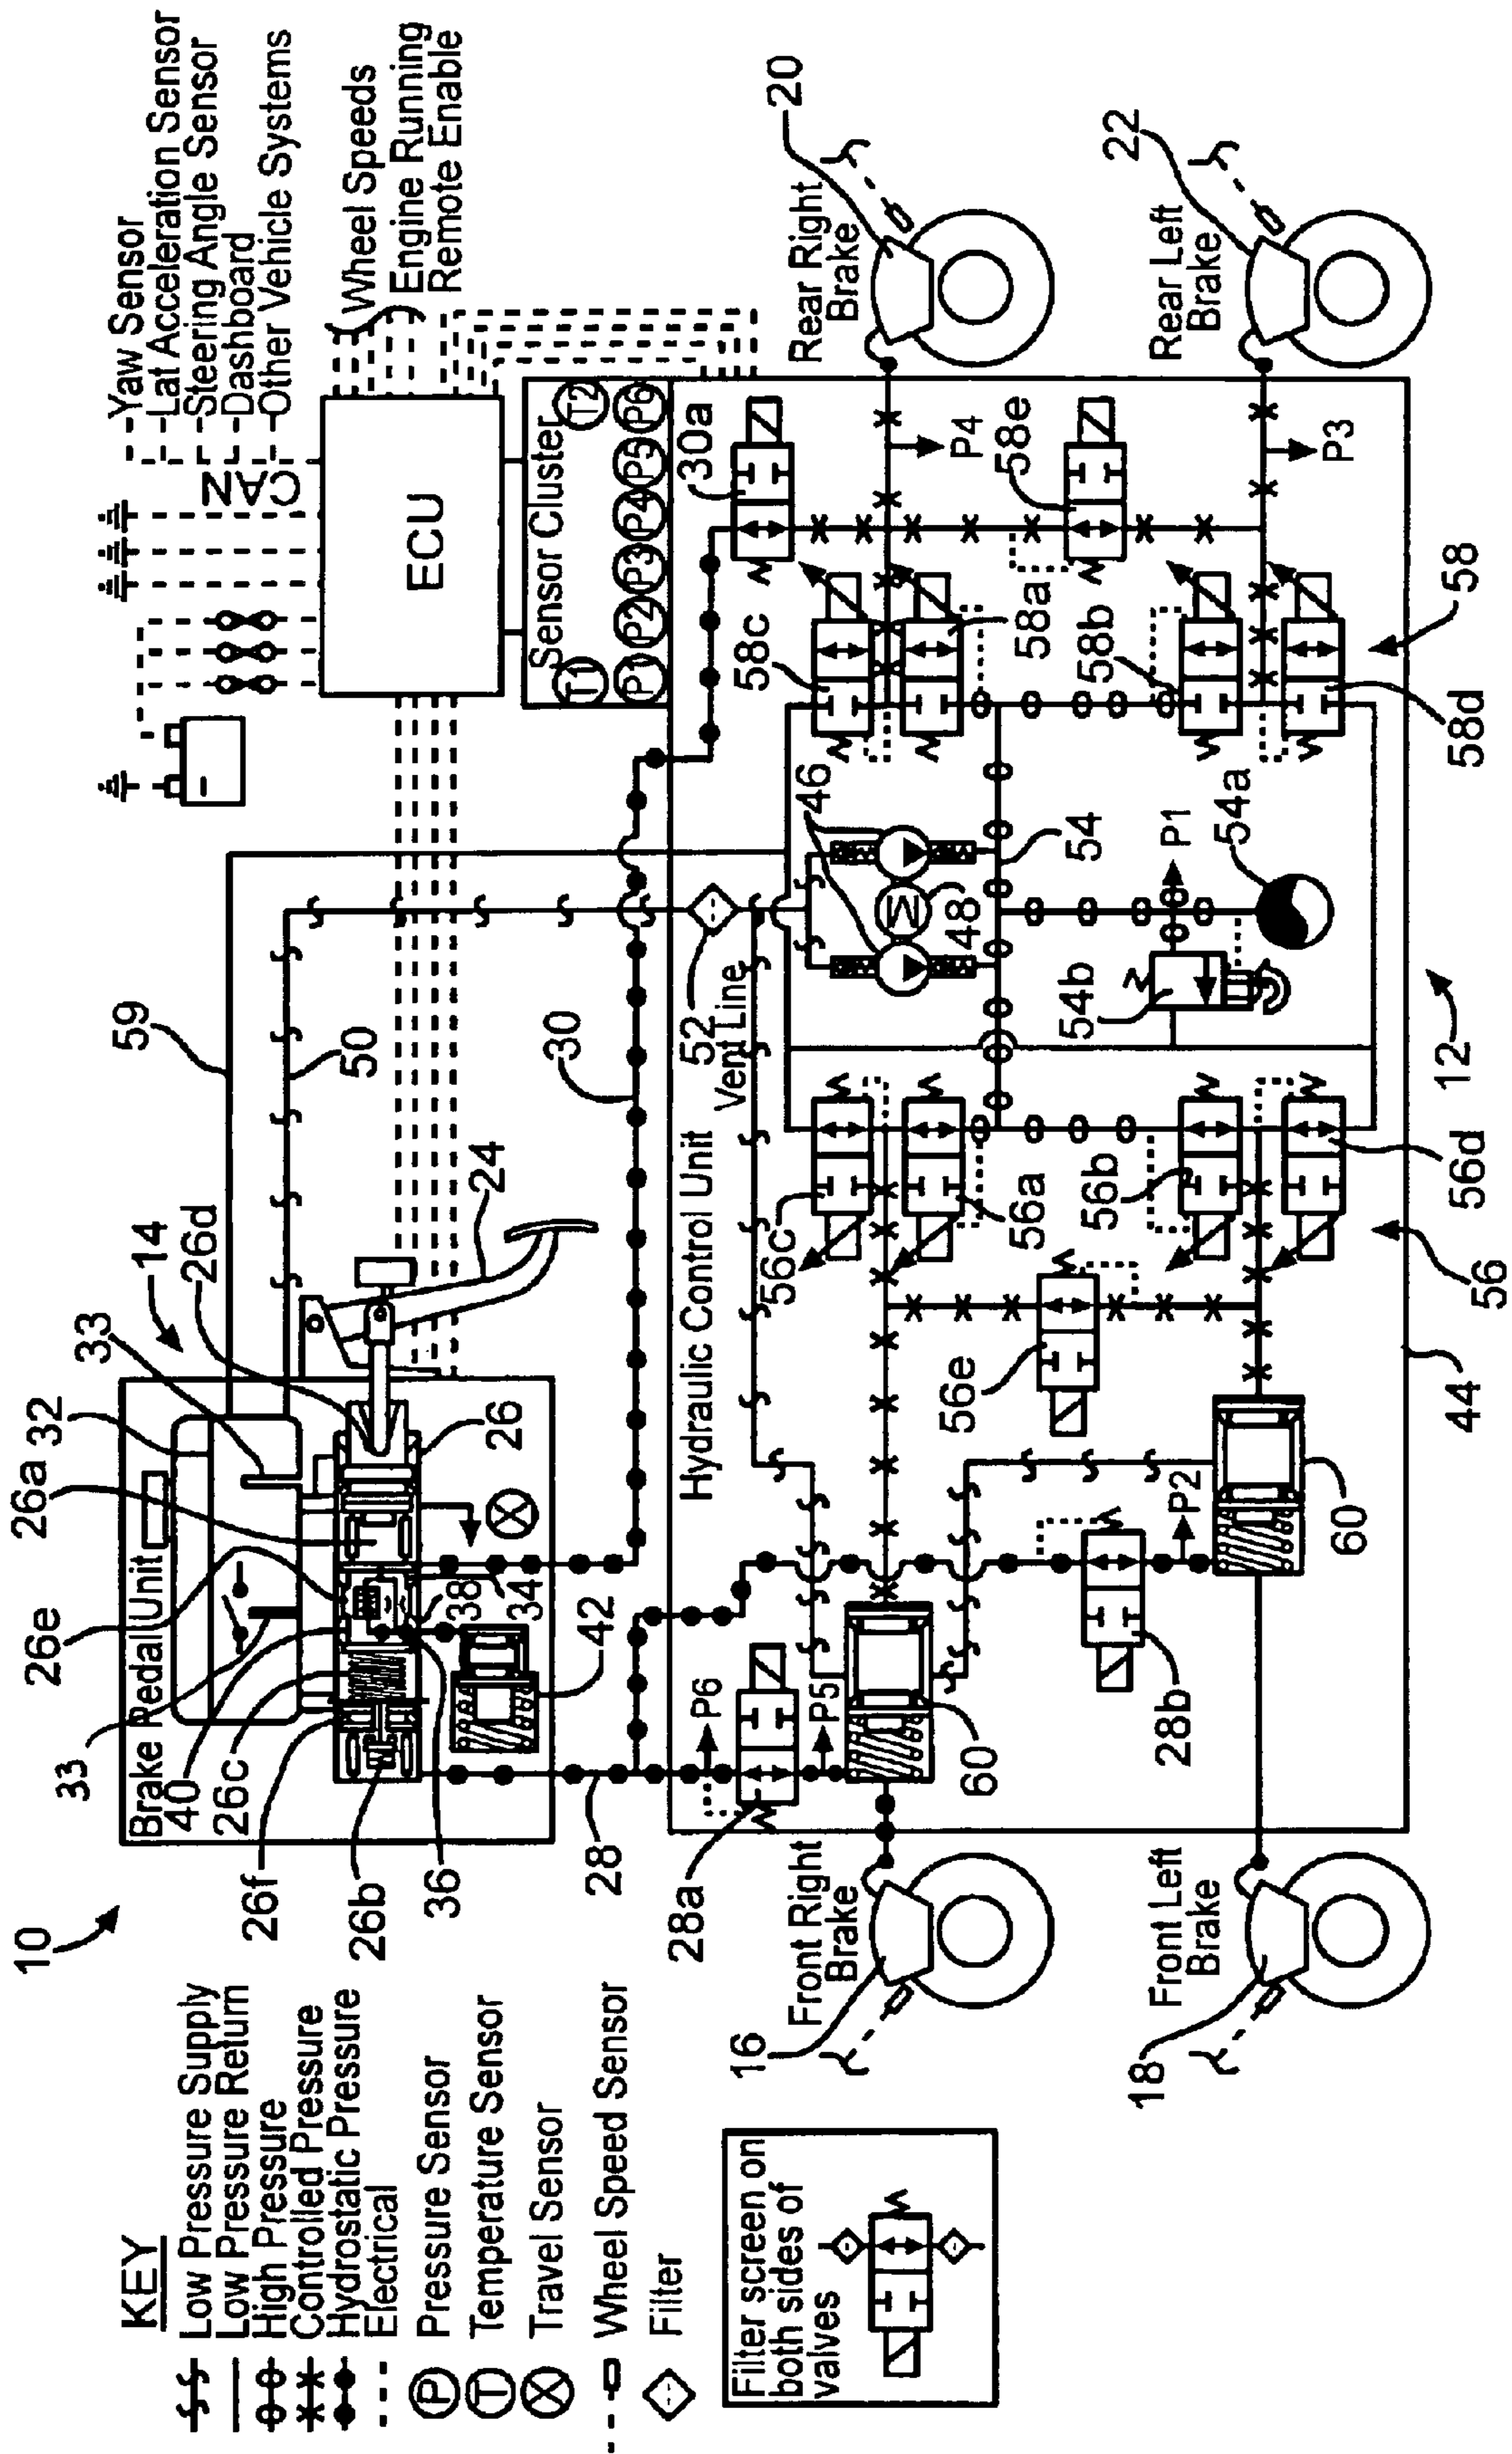 10
KEY
Low Pressure Supply
Low Pressure Return
High Pressure
Controlled Pressure
Hydrostatic Pressure
Electrical
P Pressure Sensor
T Temperature Sensor
Travel Sensor
Wheel Speed Sensor
Filter
Filter screen on
both sides of
valves
Brake Pedal Unit
26a
32
33
14
26d
26e
33
40
26c
26f
26b
36
38
34
42
26
24
59
50
30
28
28a
Yaw Sensor
Lat Acceleration Sensor
Steering Angle Sensor
Dashboard
Other Vehicle Systems
CAN
Wheel Speeds
Engine Running
Remote Enable
ECU
Sensor Cluster
T1
T2
P1
P2
P3
P4
P5
P6
Hydraulic Control Unit
Vent Line
52
30a
P6
P5
60
28b
P2
60
56c
56a
56b
56d
56e
56
46
M
48
54
54b
P1
54a
58c
58a
58b
58d
58e
58
P4
P3
44
12
Front Right
Brake
16
Front Left
Brake
18
Rear Right
Brake
20
Rear Left
Brake
22